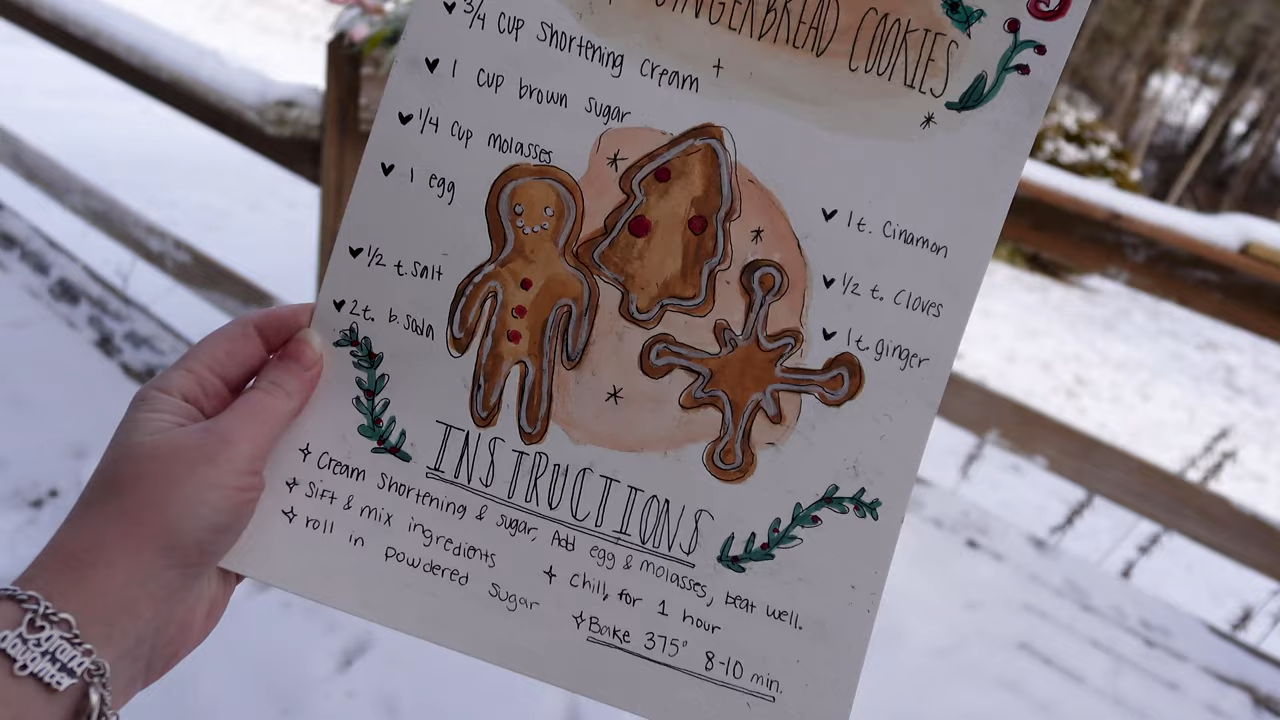 GINGERBREAD COOKIES
♥ 3/4 cup shortening cream +
♥ 1 cup brown sugar
♥ 1/4 cup molasses
♥ 1 egg
♥ 1/2 t. salt
♥ 2t. b. soda
♥ 1t. Cinamon
♥ 1/2 t. Cloves
♥ 1t. ginger
INSTRUCTIONS
✧ Cream shortening & sugar, Add egg & molasses, beat well.
✧ Sift & mix ingredients
✧ Chill, for 1 hour
✧ roll in powdered sugar
✧ Bake 375° 8-10 min.
grand daughter